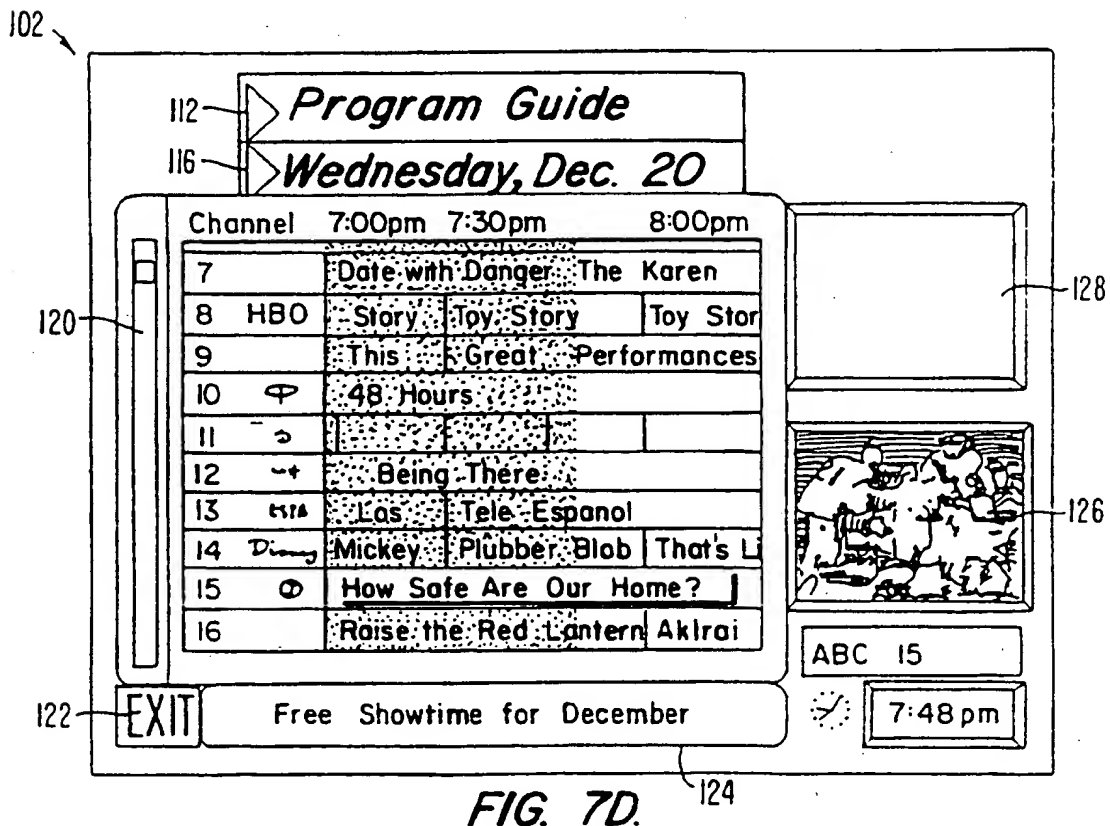 102
112
Program Guide
116
Wednesday, Dec. 20
Channel 7:00pm 7:30pm 8:00pm
7 Date with Danger The Karen
8 HBO Story Toy Story Toy Stor
9 This Great Performances
10 48 Hours
11
12 Being There
13 Las Tele Espanol
14 Disney Mickey Plubber Blob That's Li
15 How Safe Are Our Home?
16 Raise the Red Lantern Aklrai
120
128
126
ABC 15
122
EXIT
Free Showtime for December
7:48 pm
124
FIG. 7D.